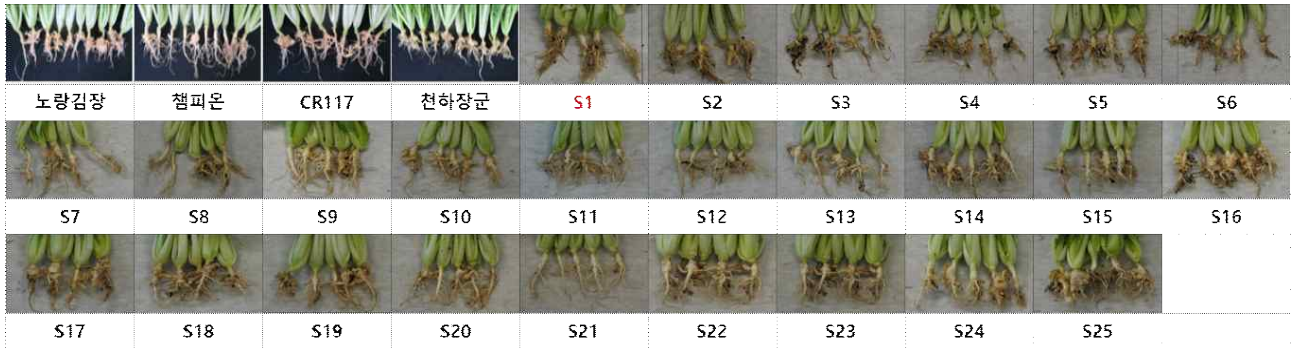 노랑김장 챔피온 CR117 천하장군 S1 S2 S3 S4 S5 S6
S7 S8 S9 S10 S11 S12 S13 S14 S15 S16
S17 S18 S19 S20 S21 S22 S23 S24 S25